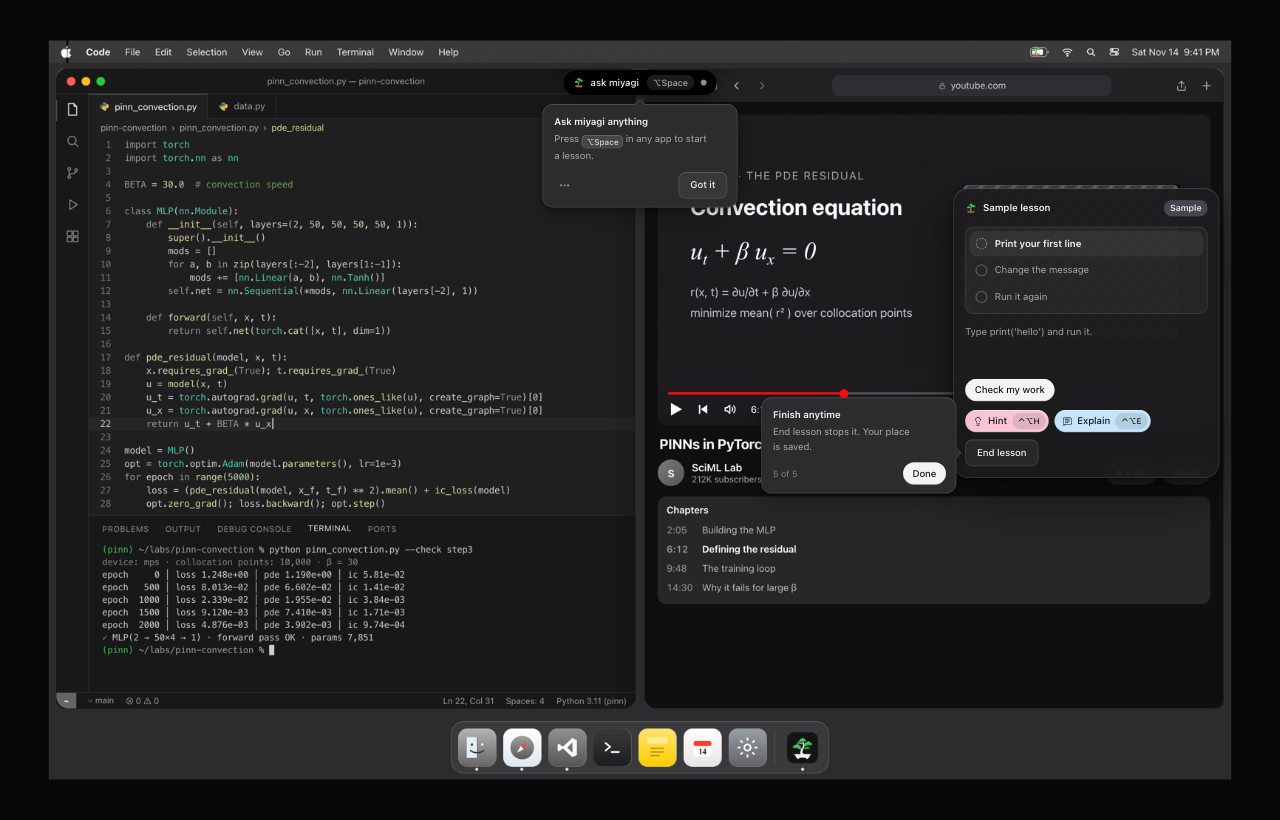 Code File Edit Selection View Go Run Terminal Window Help
Sat Nov 14 9:41 PM
pinn_convection.py — pinn-convection
pinn_convection.py
data.py
pinn-convection › pinn_convection.py › pde_residual
1 import torch
2 import torch.nn as nn
3
4 BETA = 30.0 # convection speed
5
6 class MLP(nn.Module):
7 def __init__(self, layers=(2, 50, 50, 50, 50, 1)):
8 super().__init__()
9 mods = []
10 for a, b in zip(layers[:-2], layers[1:-1]):
11 mods += [nn.Linear(a, b), nn.Tanh()]
12 self.net = nn.Sequential(*mods, nn.Linear(layers[-2], 1))
13
14 def forward(self, x, t):
15 return self.net(torch.cat([x, t], dim=1))
16
17 def pde_residual(model, x, t):
18 x.requires_grad_(True); t.requires_grad_(True)
19 u = model(x, t)
20 u_t = torch.autograd.grad(u, t, torch.ones_like(u), create_graph=True)[0]
21 u_x = torch.autograd.grad(u, x, torch.ones_like(u), create_graph=True)[0]
22 return u_t + BETA * u_x
23
24 model = MLP()
25 opt = torch.optim.Adam(model.parameters(), lr=1e-3)
26 for epoch in range(5000):
27 loss = (pde_residual(model, x_f, t_f) ** 2).mean() + ic_loss(model)
28 opt.zero_grad(); loss.backward(); opt.step()
PROBLEMS OUTPUT DEBUG CONSOLE TERMINAL PORTS
(pinn) ~/labs/pinn-convection % python pinn_convection.py --check step3
device: mps · collocation points: 10,000 · β = 30
epoch 0 | loss 1.248e+00 | pde 1.190e+00 | ic 5.81e-02
epoch 500 | loss 8.013e-02 | pde 6.602e-02 | ic 1.41e-02
epoch 1000 | loss 2.339e-02 | pde 1.955e-02 | ic 3.84e-03
epoch 1500 | loss 9.120e-03 | pde 7.410e-03 | ic 1.71e-03
epoch 2000 | loss 4.876e-03 | pde 3.902e-03 | ic 9.74e-04
✓ MLP(2 → 50×4 → 1) · forward pass OK · params 7,851
(pinn) ~/labs/pinn-convection %
main 0 0 Ln 22, Col 31 Spaces: 4 Python 3.11 (pinn)
ask miyagi ⌥Space
Ask miyagi anything
Press ⌥Space in any app to start
a lesson.
Got it
youtube.com
· THE PDE RESIDUAL
Convection equation
u_t + β u_x = 0
r(x, t) = ∂u/∂t + β ∂u/∂x
minimize mean( r² ) over collocation points
6:
PINNs in PyTorc
S
SciML Lab
212K subscribers
Chapters
2:05 Building the MLP
6:12 Defining the residual
9:48 The training loop
14:30 Why it fails for large β
Finish anytime
End lesson stops it. Your place
is saved.
5 of 5
Done
Sample lesson
Sample
Print your first line
Change the message
Run it again
Type print('hello') and run it.
Check my work
Hint ^⌥H
Explain ^⌥E
End lesson
14